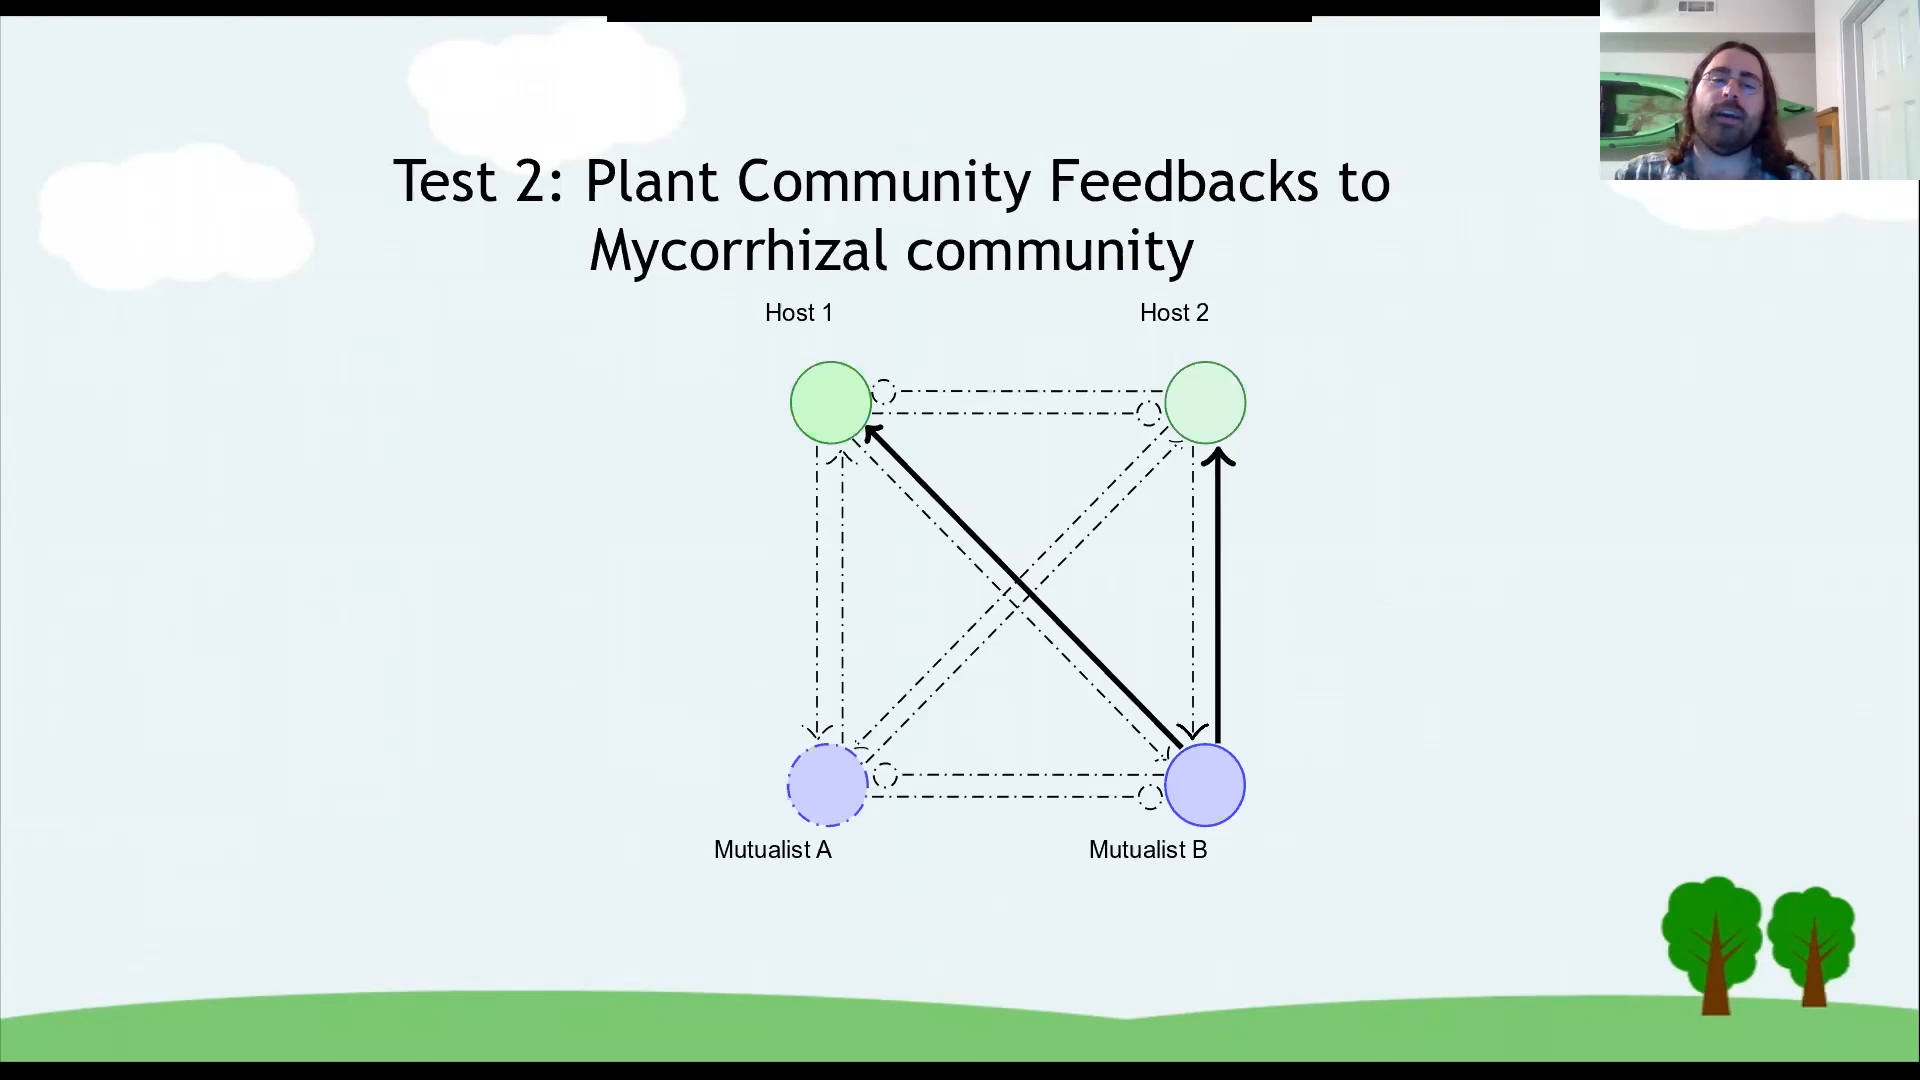 Test 2: Plant Community Feedbacks to
Mycorrhizal community
Host 1
Host 2
Mutualist A
Mutualist B